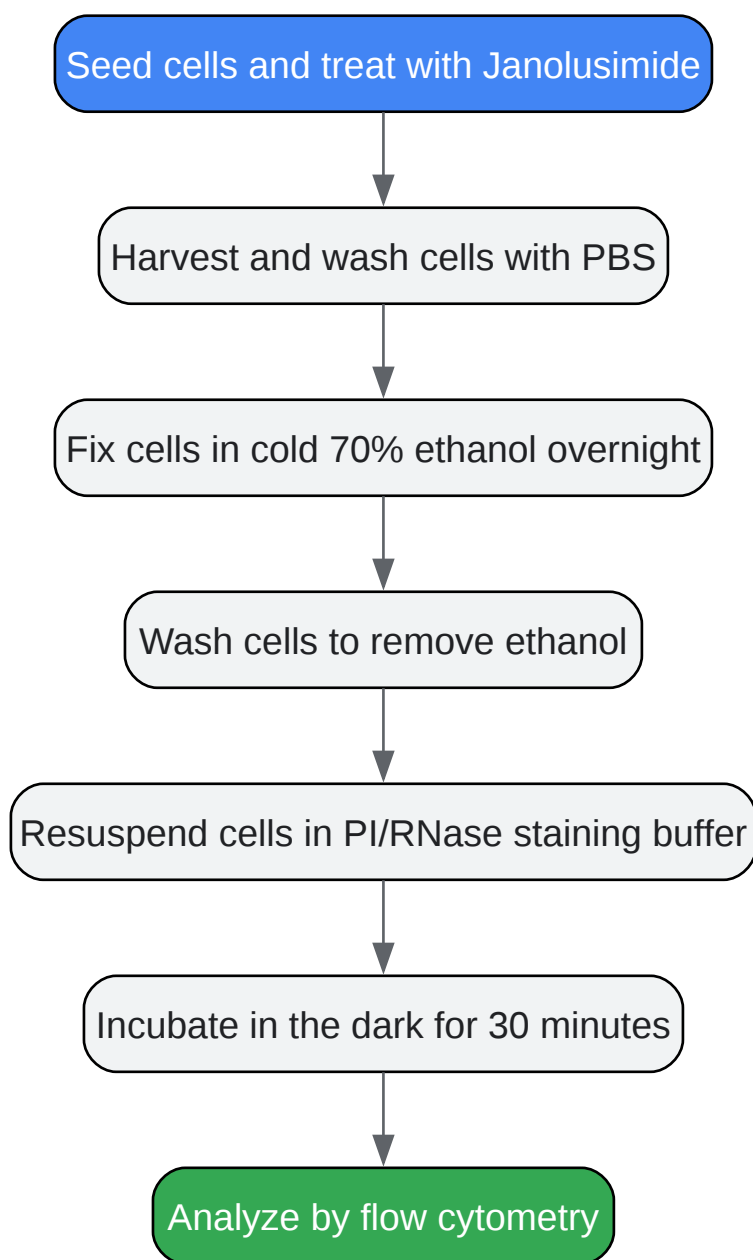 Seed cells and treat with Janolusimide
Harvest and wash cells with PBS
Fix cells in cold 70% ethanol overnight
Wash cells to remove ethanol
Resuspend cells in PI/RNase staining buffer
Incubate in the dark for 30 minutes
Analyze by flow cytometry